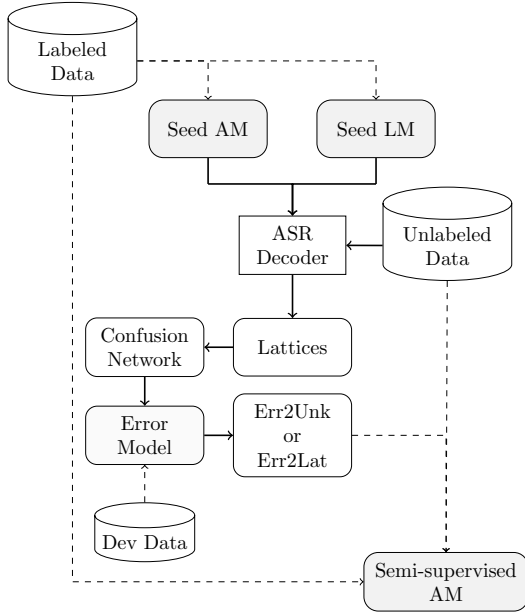 Labeled
Data
Seed AM
Seed LM
ASR
Decoder
Unlabeled
Data
Confusion
Network
Lattices
Error
Model
Err2Unk
or
Err2Lat
Dev Data
Semi-supervised
AM